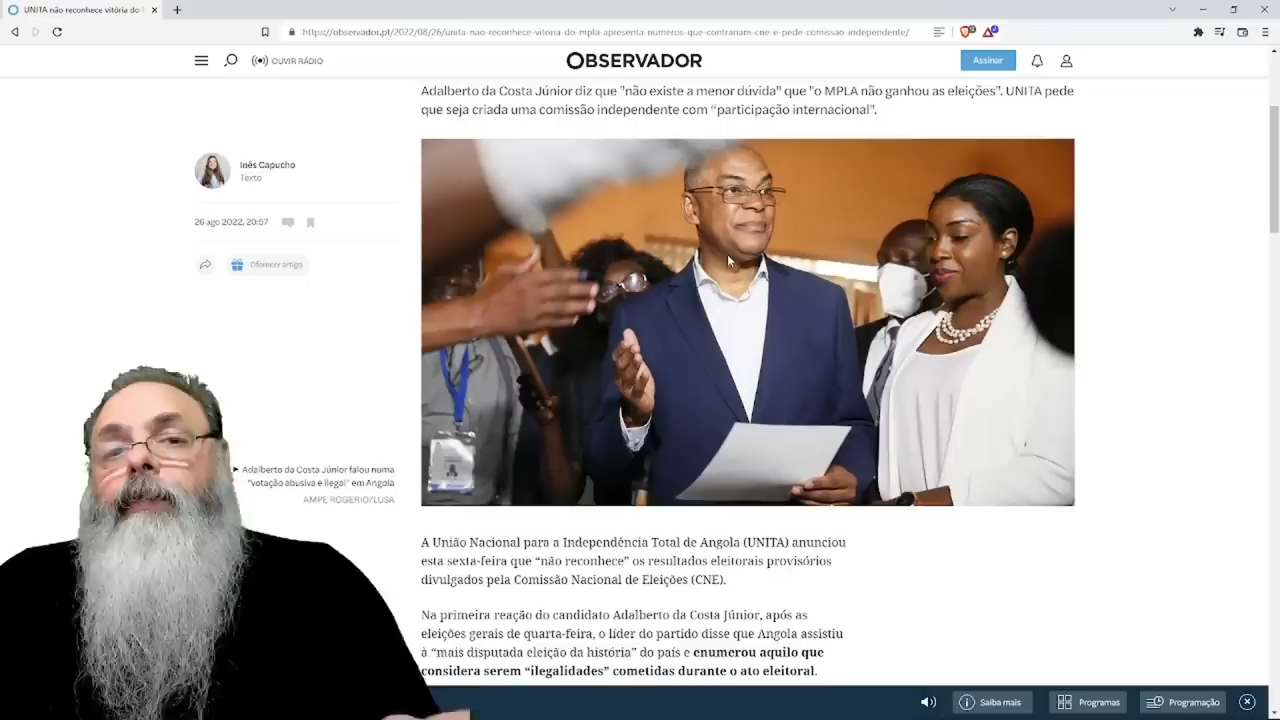 UNITA não reconhece vitória do
https://observador.pt/2022/08/26/unita-nao-reconhece-vitoria-do-mpla-apresenta-numeros-que-contrariam-cne-e-pede-comissao-independente/
OUVIR RÁDIO
OBSERVADOR
Assinar
Adalberto da Costa Júnior diz que "não existe a menor dúvida" que "o MPLA não ganhou as eleições". UNITA pede
que seja criada uma comissão independente com "participação internacional".
Inês Capucho
Texto
26 ago 2022, 20:57
Oferecer artigo
Adalberto da Costa Júnior falou numa
"votação abusiva e ilegal" em Angola
AMPE ROGERIO/LUSA
A União Nacional para a Independência Total de Angola (UNITA) anunciou
esta sexta-feira que “não reconhece” os resultados eleitorais provisórios
divulgados pela Comissão Nacional de Eleições (CNE).
Na primeira reação do candidato Adalberto da Costa Júnior, após as
eleições gerais de quarta-feira, o líder do partido disse que Angola assistiu
à “mais disputada eleição da história” do país e enumerou aquilo que
considera serem “ilegalidades” cometidas durante o ato eleitoral.
Saiba mais
Programas
Programação